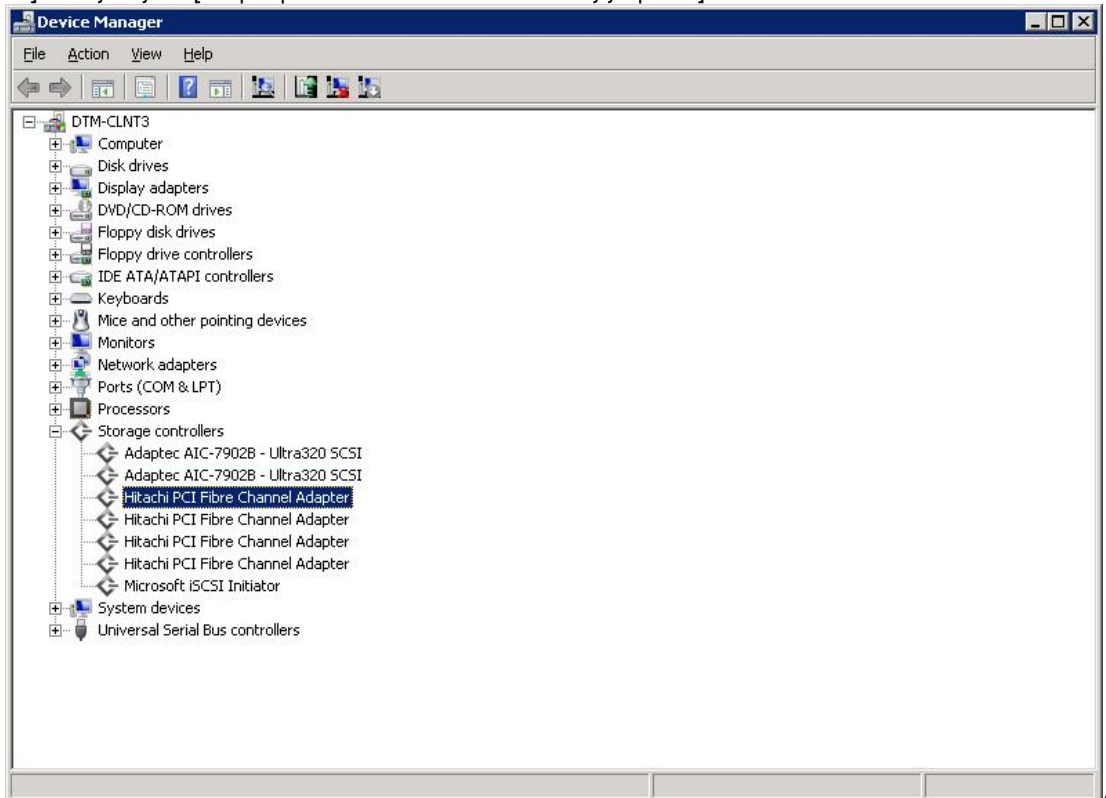 Device Manager
File Action View Help
DTM-CLNT3
Computer
Disk drives
Display adapters
DVD/CD-ROM drives
Floppy disk drives
Floppy drive controllers
IDE ATA/ATAPI controllers
Keyboards
Mice and other pointing devices
Monitors
Network adapters
Ports (COM & LPT)
Processors
Storage controllers
Adaptec AIC-7902B - Ultra320 SCSI
Adaptec AIC-7902B - Ultra320 SCSI
Hitachi PCI Fibre Channel Adapter
Hitachi PCI Fibre Channel Adapter
Hitachi PCI Fibre Channel Adapter
Hitachi PCI Fibre Channel Adapter
Microsoft iSCSI Initiator
System devices
Universal Serial Bus controllers